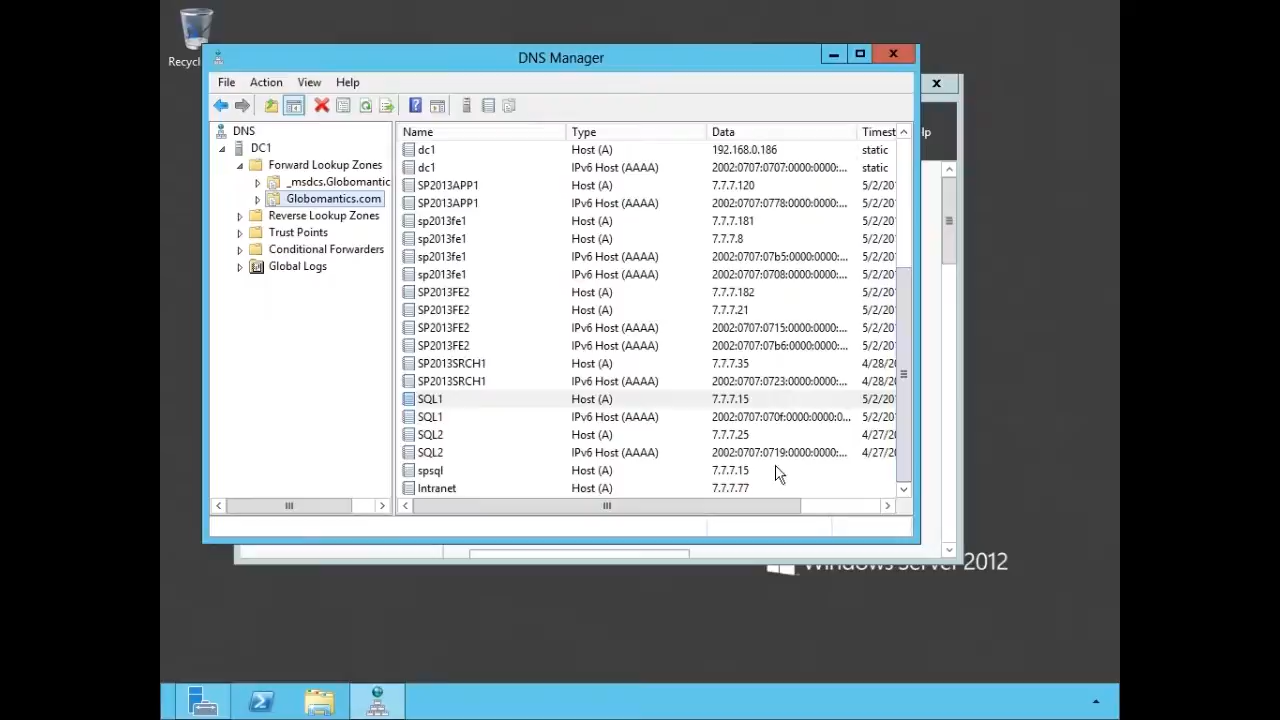 Recycl
DNS Manager
File Action View Help
lp
DNS
DC1
Forward Lookup Zones
_msdcs.Globomantic
Globomantics.com
Reverse Lookup Zones
Trust Points
Conditional Forwarders
Global Logs
Name Type Data Timest
dc1 Host (A) 192.168.0.186 static
dc1 IPv6 Host (AAAA) 2002:0707:0707:0000:0000:... static
SP2013APP1 Host (A) 7.7.7.120 5/2/20
SP2013APP1 IPv6 Host (AAAA) 2002:0707:0778:0000:0000:... 5/2/20
sp2013fe1 Host (A) 7.7.7.181 5/2/20
sp2013fe1 Host (A) 7.7.7.8 5/2/20
sp2013fe1 IPv6 Host (AAAA) 2002:0707:07b5:0000:0000:... 5/2/20
sp2013fe1 IPv6 Host (AAAA) 2002:0707:0708:0000:0000:... 5/2/20
SP2013FE2 Host (A) 7.7.7.182 5/2/20
SP2013FE2 Host (A) 7.7.7.21 5/2/20
SP2013FE2 IPv6 Host (AAAA) 2002:0707:0715:0000:0000:... 5/2/20
SP2013FE2 IPv6 Host (AAAA) 2002:0707:07b6:0000:0000:... 5/2/20
SP2013SRCH1 Host (A) 7.7.7.35 4/28/2
SP2013SRCH1 IPv6 Host (AAAA) 2002:0707:0723:0000:0000:... 4/28/2
SQL1 Host (A) 7.7.7.15 5/2/20
SQL1 IPv6 Host (AAAA) 2002:0707:070f:0000:0000:0... 5/2/20
SQL2 Host (A) 7.7.7.25 4/27/2
SQL2 IPv6 Host (AAAA) 2002:0707:0719:0000:0000:... 4/27/2
spsql Host (A) 7.7.7.15
Intranet Host (A) 7.7.7.77
Windows Server 2012